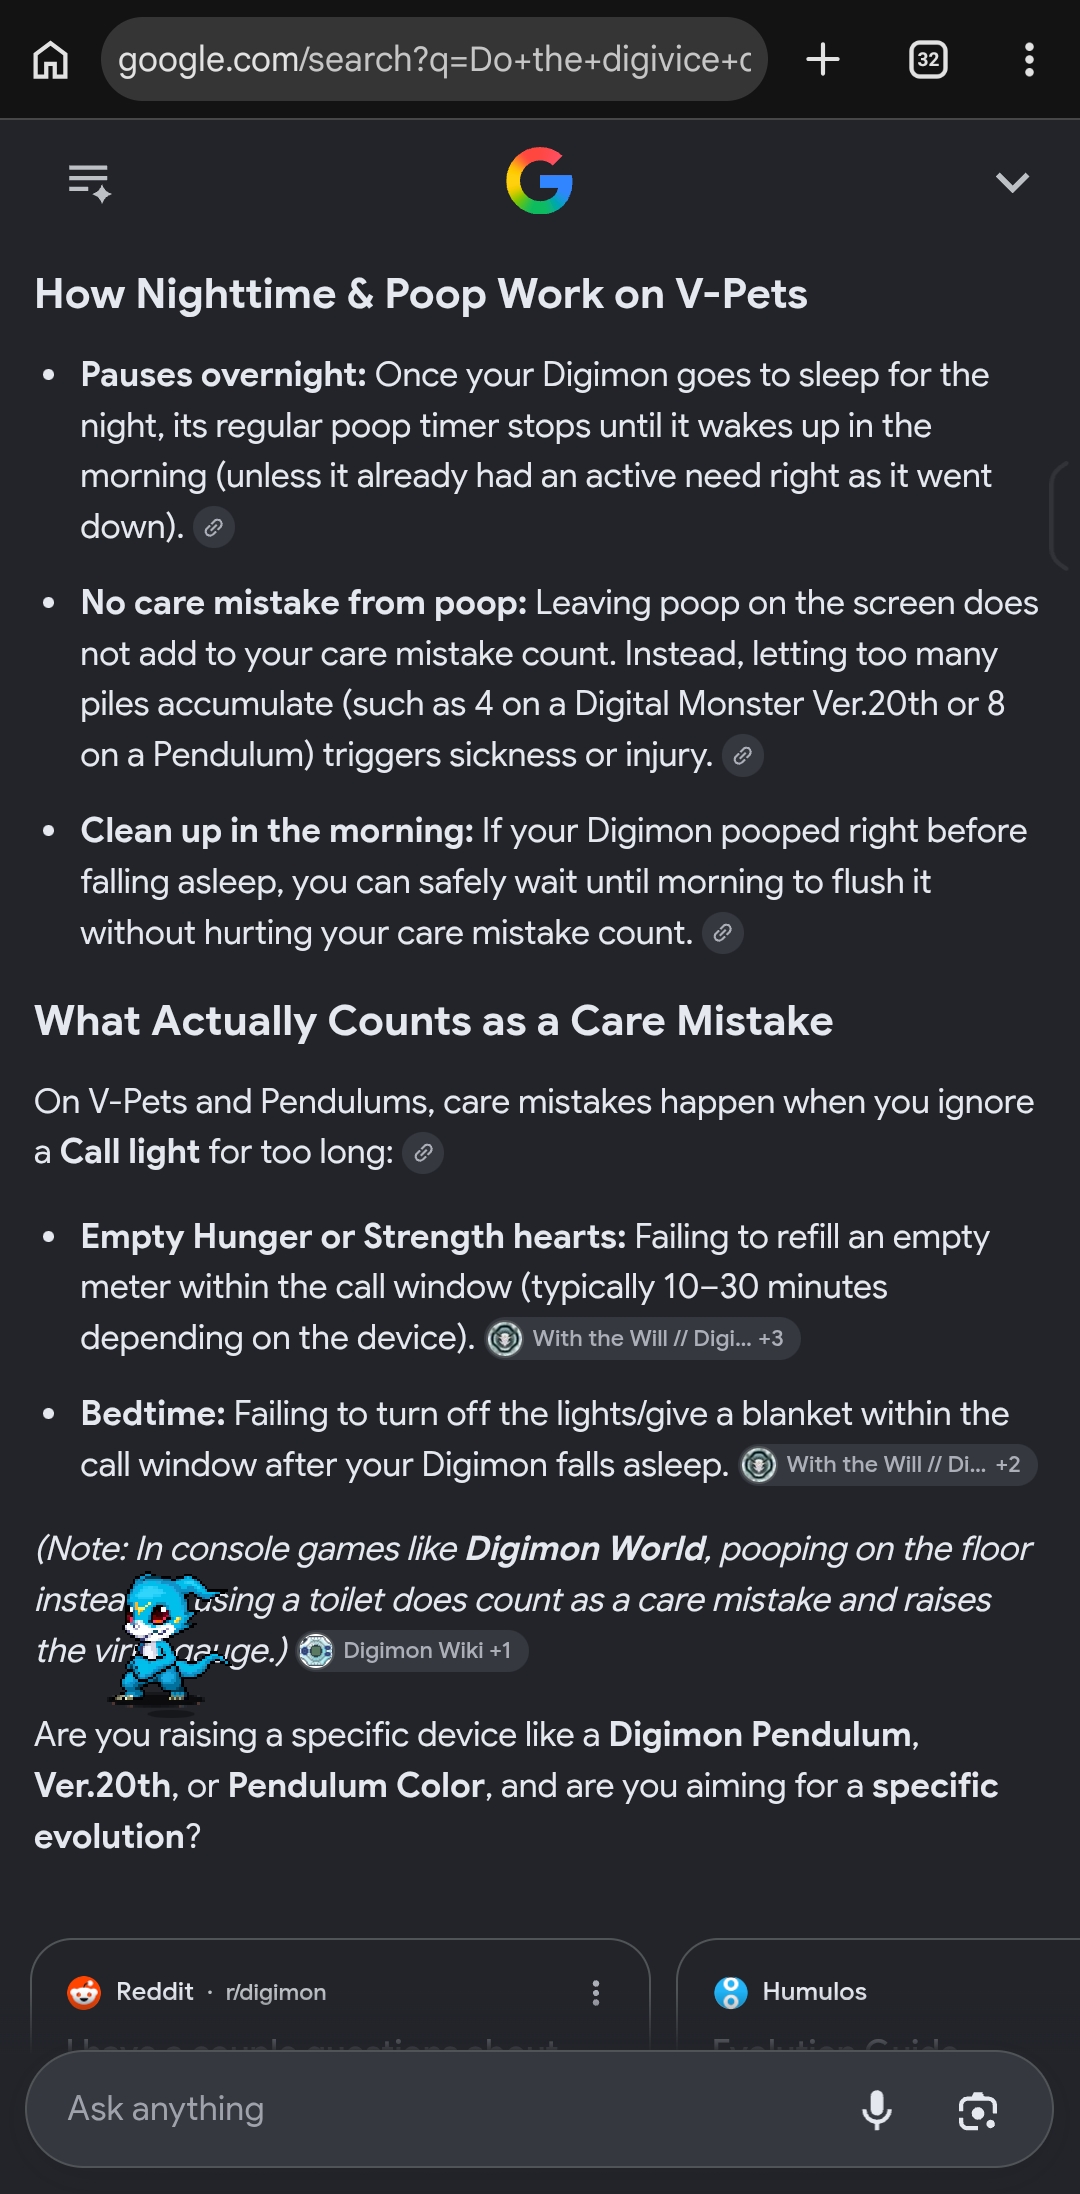 google.com/search?q=Do+the+digivice+c
32
How Nighttime & Poop Work on V-Pets
• Pauses overnight: Once your Digimon goes to sleep for the
night, its regular poop timer stops until it wakes up in the
morning (unless it already had an active need right as it went
down).
• No care mistake from poop: Leaving poop on the screen does
not add to your care mistake count. Instead, letting too many
piles accumulate (such as 4 on a Digital Monster Ver.20th or 8
on a Pendulum) triggers sickness or injury.
• Clean up in the morning: If your Digimon pooped right before
falling asleep, you can safely wait until morning to flush it
without hurting your care mistake count.
What Actually Counts as a Care Mistake
On V-Pets and Pendulums, care mistakes happen when you ignore
a Call light for too long:
• Empty Hunger or Strength hearts: Failing to refill an empty
meter within the call window (typically 10–30 minutes
depending on the device). With the Will // Digi... +3
• Bedtime: Failing to turn off the lights/give a blanket within the
call window after your Digimon falls asleep. With the Will // Di... +2
(Note: In console games like Digimon World, pooping on the floor
instea using a toilet does count as a care mistake and raises
the vir gauge.) Digimon Wiki +1
Are you raising a specific device like a Digimon Pendulum,
Ver.20th, or Pendulum Color, and are you aiming for a specific
evolution?
Reddit · r/digimon
I have a couple questions about
Humulos
Evolution Guide
Ask anything